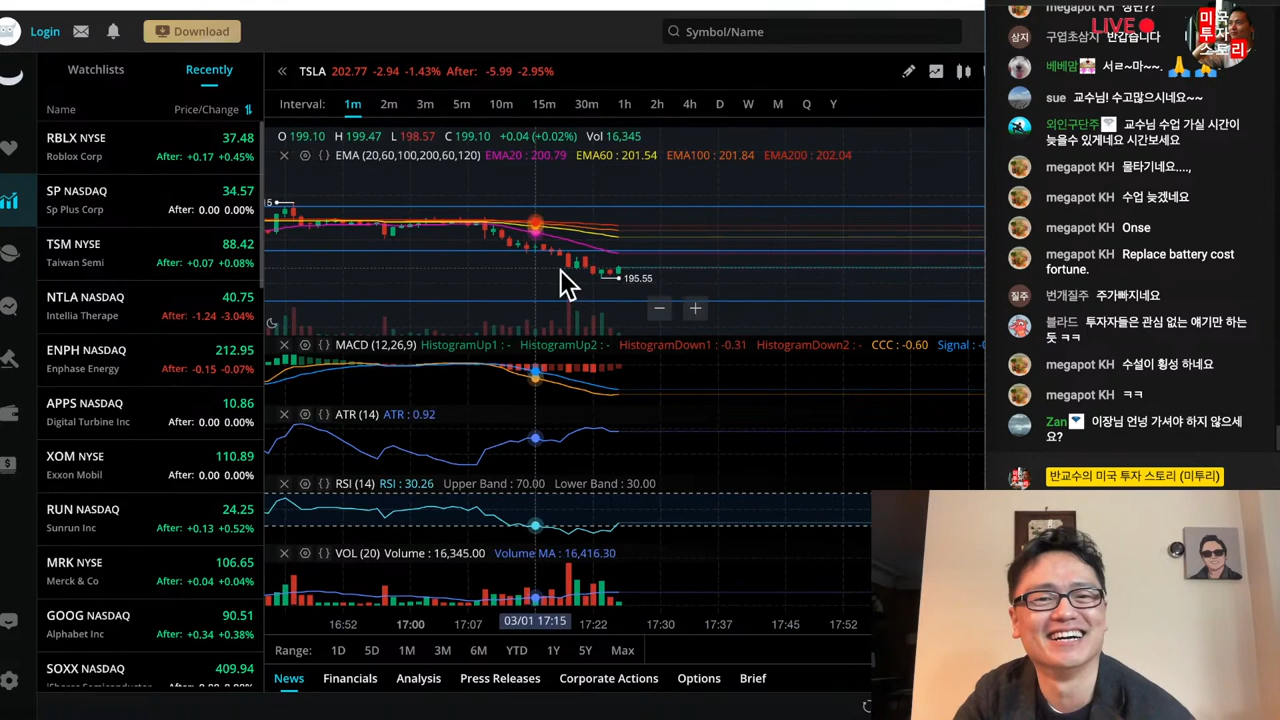 Login
Download
Symbol/Name
Watchlists
Recently
Name
Price/Change
RBLX NYSE 37.48
Roblox Corp After: +0.17 +0.45%
SP NASDAQ 34.57
Sp Plus Corp After: 0.00 0.00%
TSM NYSE 88.42
Taiwan Semi After: +0.07 +0.08%
NTLA NASDAQ 40.75
Intellia Therape After: -1.24 -3.04%
ENPH NASDAQ 212.95
Enphase Energy After: -0.15 -0.07%
APPS NASDAQ 10.86
Digital Turbine Inc After: 0.00 0.00%
XOM NYSE 110.89
Exxon Mobil After: 0.00 0.00%
RUN NASDAQ 24.25
Sunrun Inc After: +0.13 +0.52%
MRK NYSE 106.65
Merck & Co After: +0.04 +0.04%
GOOG NASDAQ 90.51
Alphabet Inc After: +0.34 +0.38%
SOXX NASDAQ 409.94
TSLA 202.77 -2.94 -1.43% After: -5.99 -2.95%
Interval: 1m 2m 3m 5m 10m 15m 30m 1h 2h 4h D W M Q Y
O 199.10 H 199.47 L 198.57 C 199.10 +0.04 (+0.02%) Vol 16,345
EMA (20,60,100,200,60,120) EMA20 : 200.79 EMA60 : 201.54 EMA100 : 201.84 EMA200 : 202.04
195.55
MACD (12,26,9) HistogramUp1 : - HistogramUp2 : - HistogramDown1 : -0.31 HistogramDown2 : - CCC : -0.60 Signal :
ATR (14) ATR : 0.92
RSI (14) RSI : 30.26 Upper Band : 70.00 Lower Band : 30.00
VOL (20) Volume : 16,345.00 Volume MA : 16,416.30
16:52 17:00 17:07 03/01 17:15 17:22 17:30 17:37 17:45 17:52
Range: 1D 5D 1M 3M 6M YTD 1Y 5Y Max
News Financials Analysis Press Releases Corporate Actions Options Brief
LIVE
미국
투자
스토리
megapot KH
삼지 구엽초삼지 반갑습니다
베베맘 서ㄹ~마~~.
sue 교수님! 수고많으시네요~~
외인구단주 교수님 수업 가실 시간이
늦을수 있게네요 시간보세요
megapot KH 물타기네요....,
megapot KH 수업 늦겠네요
megapot KH Onse
megapot KH Replace battery cost
fortune.
질주 번개질주 주가빠지네요
블라드 투자자들은 관심 없는 얘기만 하는
듯 ㅋㅋ
megapot KH 수설이 횡성 하네요
megapot KH ㅋㅋ
Zan 이장님 언넝 가셔야 하지 않으세
요?
반교수의 미국 투자 스토리 (미투리)